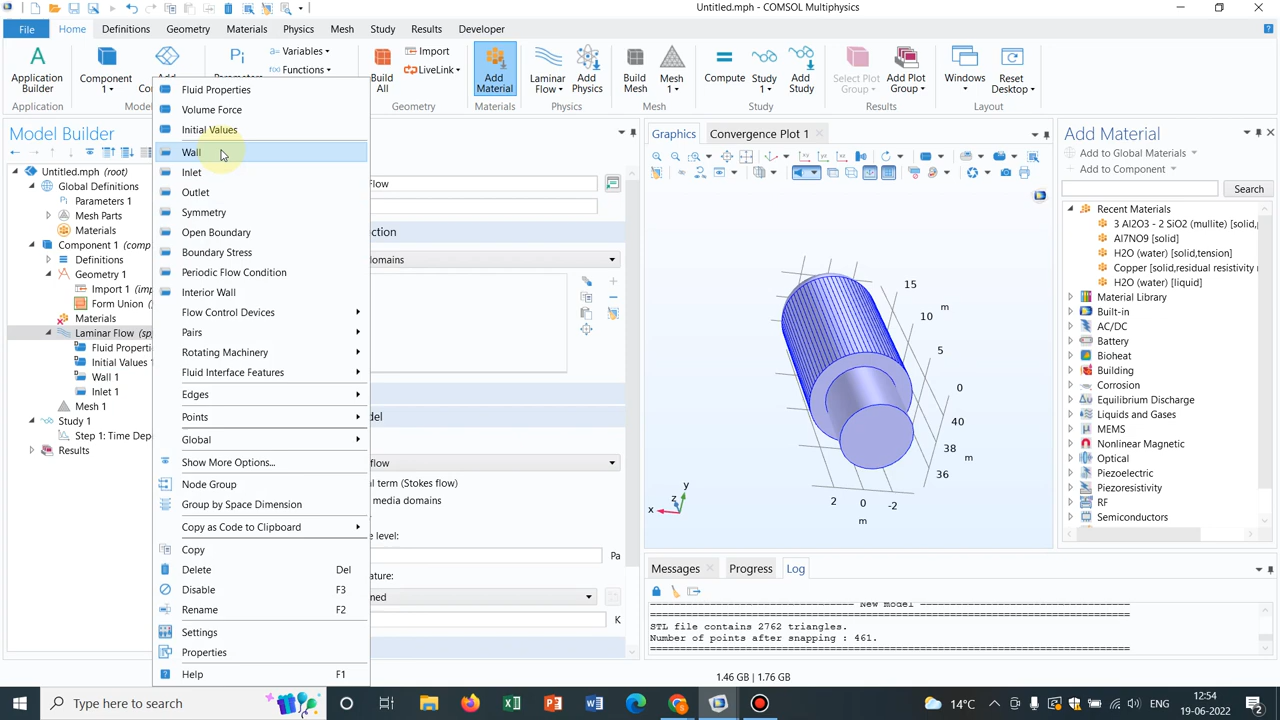 Untitled.mph - COMSOL Multiphysics
File
Home
Definitions
Geometry
Materials
Physics
Mesh
Study
Results
Developer
Application Builder
Component 1
Add
Pi
a= Variables
f(x) Functions
Build All
Import
LiveLink
Add Material
Laminar Flow
Add Physics
Build Mesh
Mesh 1
Compute
Study 1
Add Study
Select Plot Group
Add Plot Group
Windows
Reset Desktop
Application
Geometry
Materials
Physics
Mesh
Study
Results
Layout
Model Builder
Untitled.mph (root)
Global Definitions
Parameters 1
Mesh Parts
Materials
Component 1 (comp
Definitions
Geometry 1
Import 1 (imp
Form Union
Materials
Laminar Flow (sp
Fluid Properti
Initial Values
Wall 1
Inlet 1
Mesh 1
Study 1
Step 1: Time Dep
Results
Fluid Properties
Volume Force
Initial Values
Wall
Inlet
Outlet
Symmetry
Open Boundary
Boundary Stress
Periodic Flow Condition
Interior Wall
Flow Control Devices
Pairs
Rotating Machinery
Fluid Interface Features
Edges
Points
Global
Show More Options...
Node Group
Group by Space Dimension
Copy as Code to Clipboard
Copy
Delete Del
Disable F3
Rename F2
Settings
Properties
Help F1
Flow
ction
omains
del
flow
al term (Stokes flow)
media domains
e level:
Pa
ature:
ned
K
Graphics
Convergence Plot 1
15
m
10
5
0
40
38
m
36
2
0
-2
m
y
z
x
Messages
Progress
Log
New model
STL file contains 2762 triangles.
Number of points after snapping : 461.
Add Material
Add to Global Materials
Add to Component
Search
Recent Materials
3 Al2O3 - 2 SiO2 (mullite) [solid,
Al7NO9 [solid]
H2O (water) [solid,tension]
Copper [solid,residual resistivity
H2O (water) [liquid]
Material Library
Built-in
AC/DC
Battery
Bioheat
Building
Corrosion
Equilibrium Discharge
Liquids and Gases
MEMS
Nonlinear Magnetic
Optical
Piezoelectric
Piezoresistivity
RF
Semiconductors
1.46 GB | 1.76 GB
Type here to search
14°C
ENG
12:54
19-06-2022
2